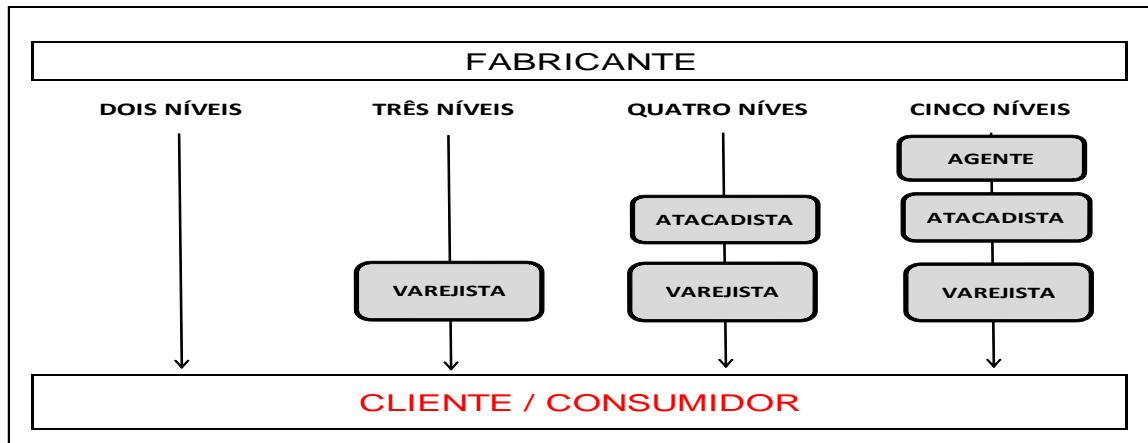 FABRICANTE
DOIS NÍVEIS
TRÊS NÍVEIS
QUATRO NÍVES
CINCO NÍVEIS
AGENTE
ATACADISTA
ATACADISTA
VAREJISTA
VAREJISTA
VAREJISTA
CLIENTE / CONSUMIDOR